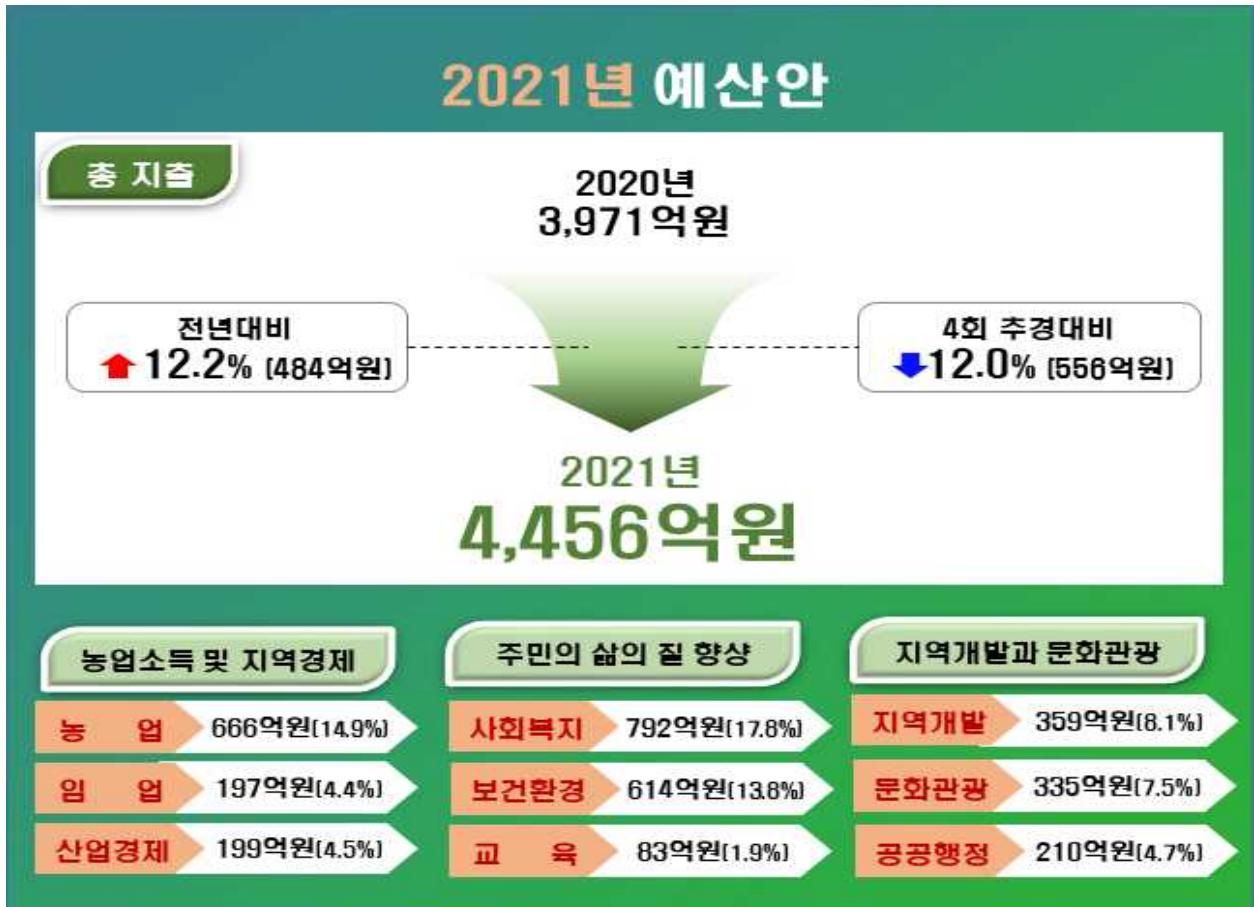 2021년 예산안
총 지출
2020년
3,971억원
전년대비
12.2% (484억원)
4회 추경대비
12.0% (556억원)
2021년
4,456억원
농업소득 및 지역경제
농 업 666억원(14.9%)
임 업 197억원(4.4%)
산업경제 199억원(4.5%)
주민의 삶의 질 향상
사회복지 792억원(17.8%)
보건환경 614억원(13.8%)
교 육 83억원(1.9%)
지역개발과 문화관광
지역개발 359억원(8.1%)
문화관광 335억원(7.5%)
공공행정 210억원(4.7%)